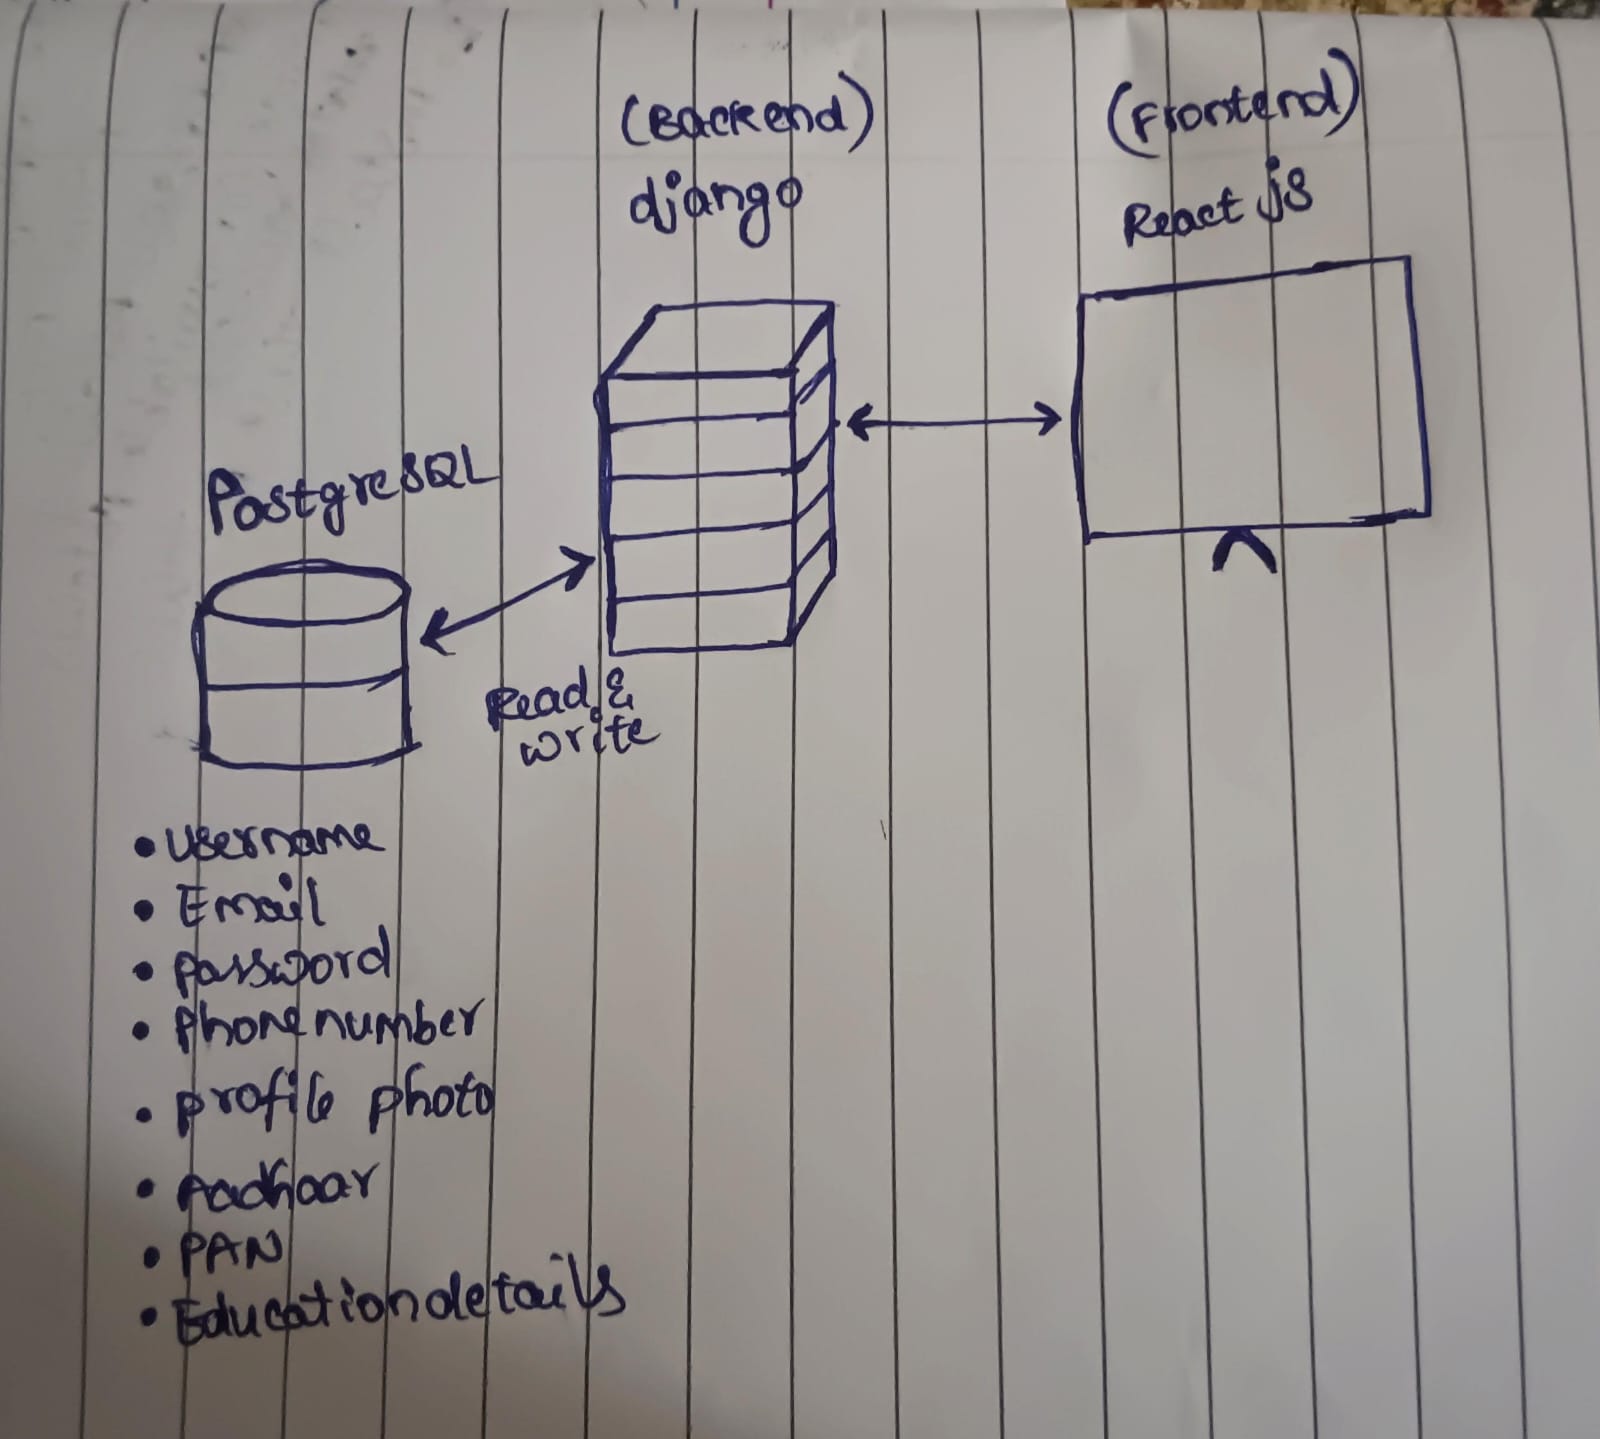 (Backend)
django
(Frontend)
React js
PostgreSQL
Read &
write
• username
• Email
• password
• Phone number
• profile photo
• Aadhaar
• PAN
• Education details